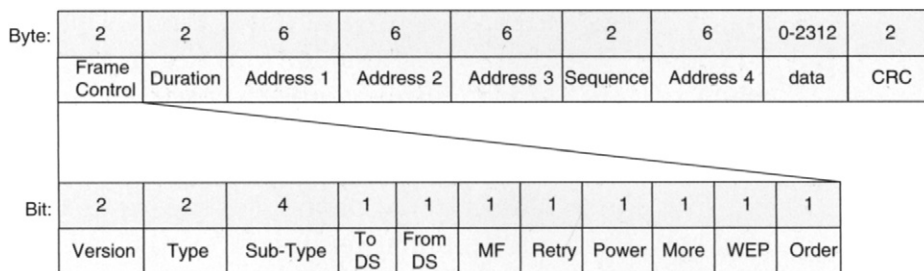 Byte: 2 2 6 6 6 2 6 0-2312 2
Frame Control Duration Address 1 Address 2 Address 3 Sequence Address 4 data CRC
Bit: 2 2 4 1 1 1 1 1 1 1 1
Version Type Sub-Type To DS From DS MF Retry Power More WEP Order